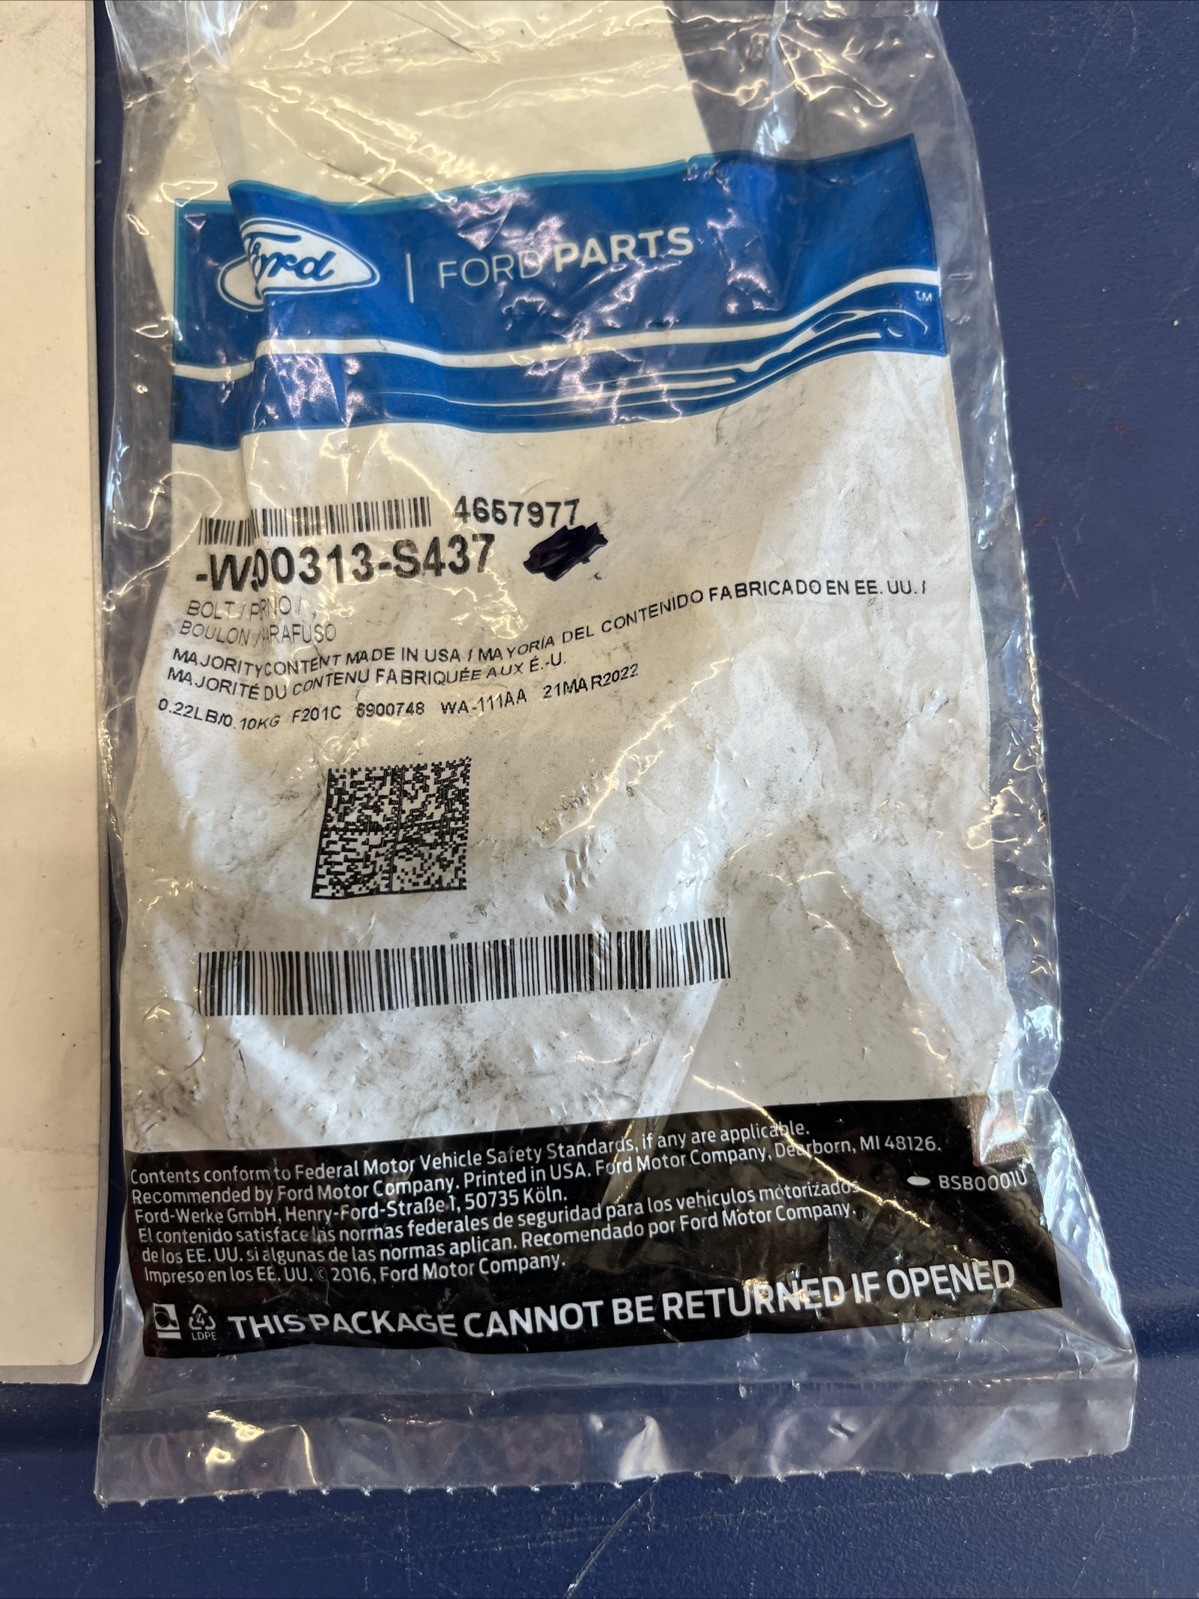 Ford | FORD PARTS
TM
4657977
-W 00313-S437
BOLT / PERNO /
BOULON / PARAFUSO
MAJORITY CONTENT MADE IN USA / MAYORÍA DEL CONTENIDO FABRICADO EN EE. UU. /
MAJORITÉ DU CONTENU FABRIQUÉE AUX É.-U.
0.22LB/0.10KG F201C 6900748 WA-111AA 21MAR2022
Contents conform to Federal Motor Vehicle Safety Standards, if any are applicable.
Recommended by Ford Motor Company. Printed in USA. Ford Motor Company, Dearborn, MI 48126.
Ford-Werke GmbH, Henry-Ford-Straße 1, 50735 Köln.
BSB0001U
El contenido satisface las normas federales de seguridad para los vehículos motorizados
de los EE. UU. si algunas de las normas aplican. Recomendado por Ford Motor Company.
Impreso en los EE. UU. © 2016, Ford Motor Company.
4
LDPE
THIS PACKAGE CANNOT BE RETURNED IF OPENED